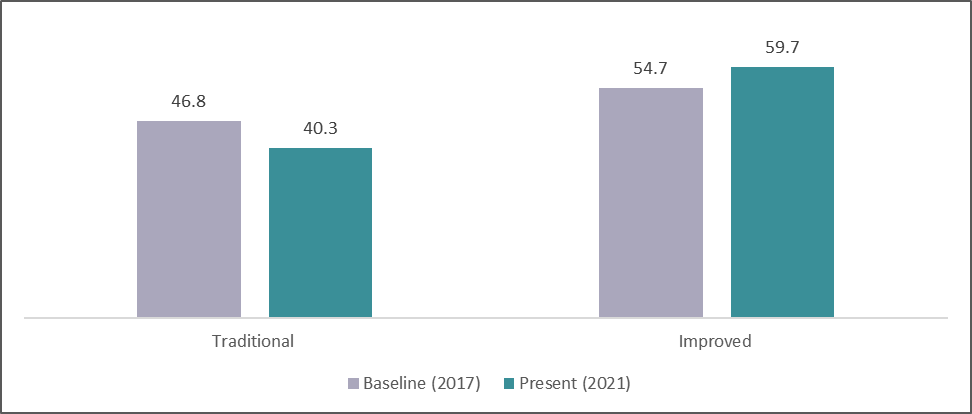 59.7
54.7
46.8
40.3
Traditional
Improved
Baseline (2017)
Present (2021)